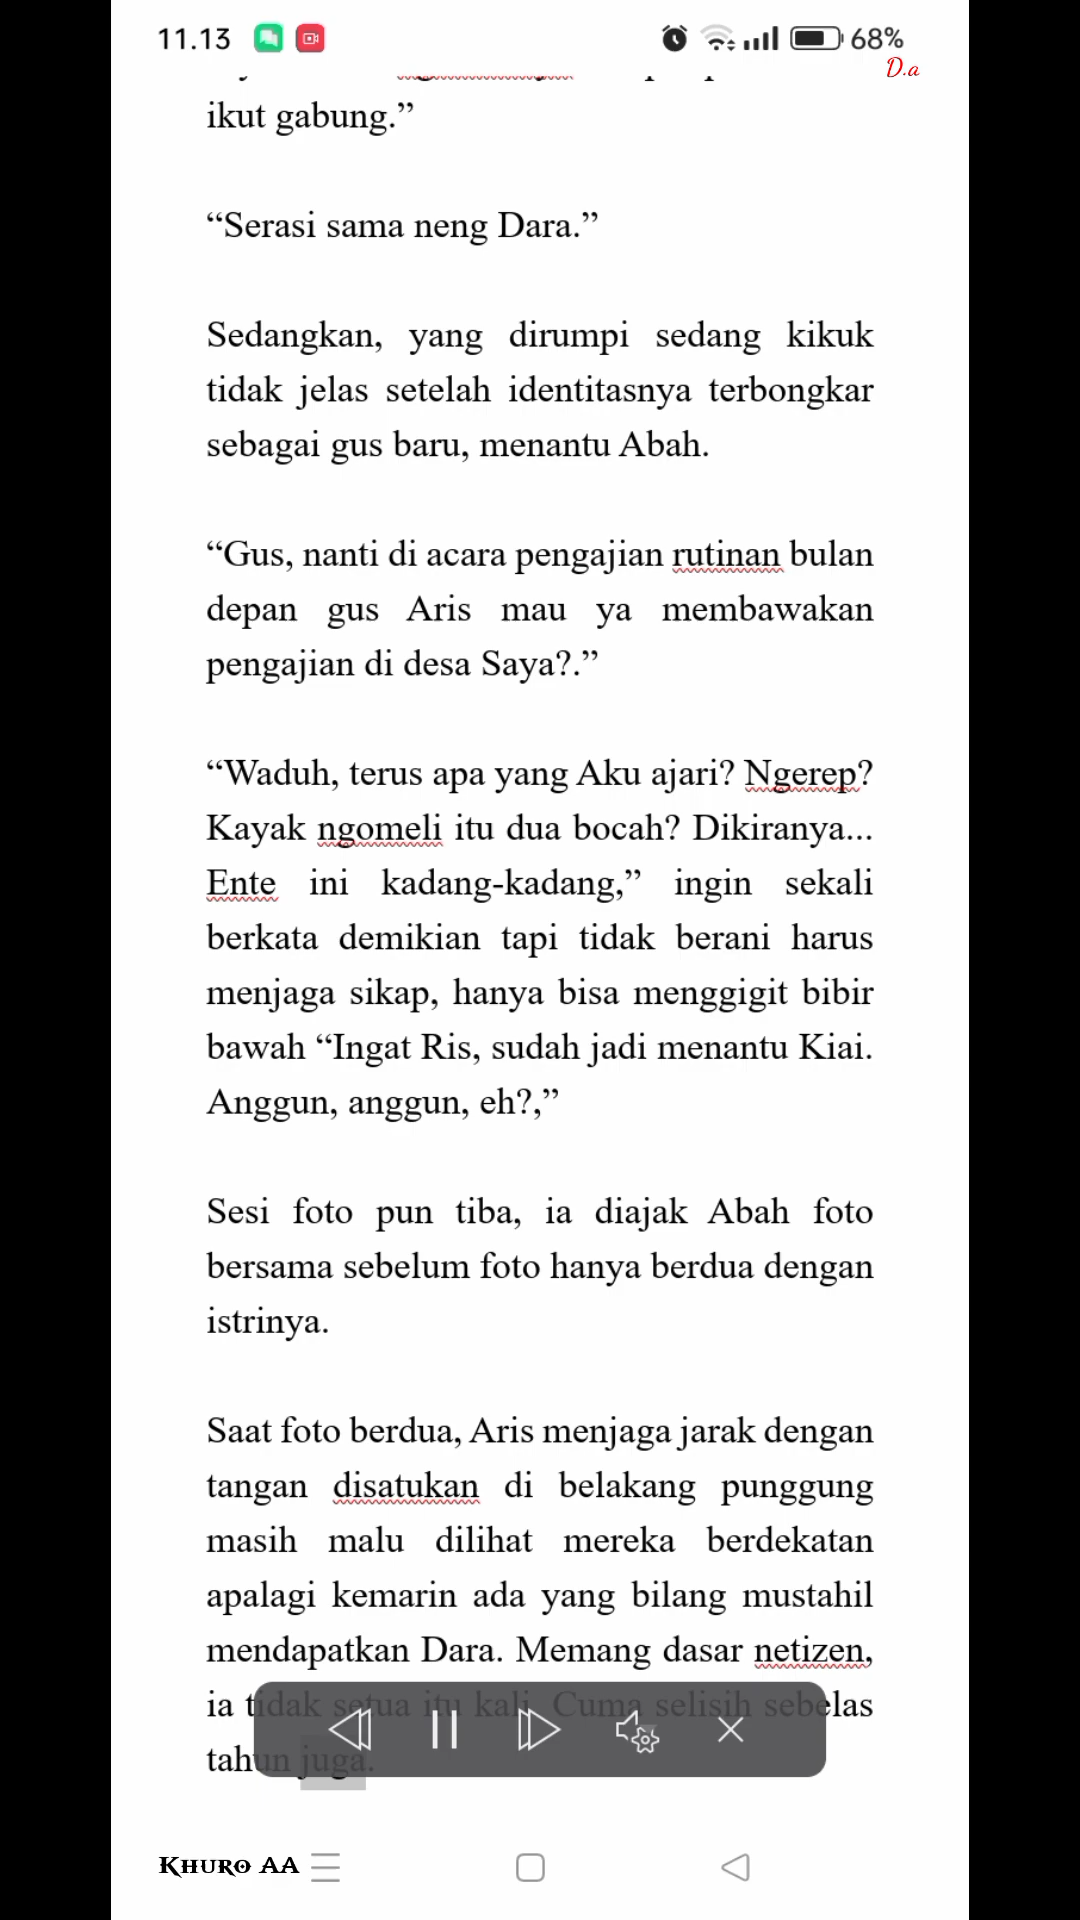 11.13
68%
D.a
ikut gabung.”
“Serasi sama neng Dara.”
Sedangkan, yang dirumpi sedang kikuk
tidak jelas setelah identitasnya terbongkar
sebagai gus baru, menantu Abah.
“Gus, nanti di acara pengajian rutinan bulan
depan gus Aris mau ya membawakan
pengajian di desa Saya?.”
“Waduh, terus apa yang Aku ajari? Ngerep?
Kayak ngomeli itu dua bocah? Dikiranya...
Ente ini kadang-kadang,” ingin sekali
berkata demikian tapi tidak berani harus
menjaga sikap, hanya bisa menggigit bibir
bawah “Ingat Ris, sudah jadi menantu Kiai.
Anggun, anggun, eh?,”
Sesi foto pun tiba, ia diajak Abah foto
bersama sebelum foto hanya berdua dengan
istrinya.
Saat foto berdua, Aris menjaga jarak dengan
tangan disatukan di belakang punggung
masih malu dilihat mereka berdekatan
apalagi kemarin ada yang bilang mustahil
mendapatkan Dara. Memang dasar netizen,
ia tidak setua itu kali. Cuma selisih sebelas
tahun juga.
Khuro AA